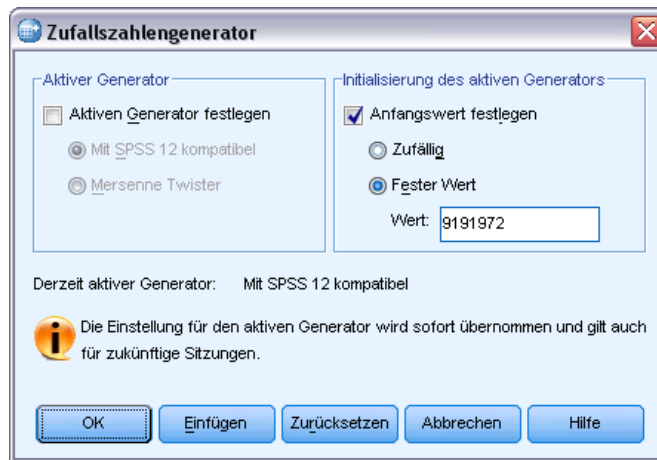 Zufallszahlengenerator
Aktiver Generator
Aktiven Generator festlegen
Mit SPSS 12 kompatibel
Mersenne Twister
Initialisierung des aktiven Generators
Anfangswert festlegen
Zufällig
Fester Wert
Wert: 9191972
Derzeit aktiver Generator: Mit SPSS 12 kompatibel
Die Einstellung für den aktiven Generator wird sofort übernommen und gilt auch
für zukünftige Sitzungen.
OK Einfügen Zurücksetzen Abbrechen Hilfe